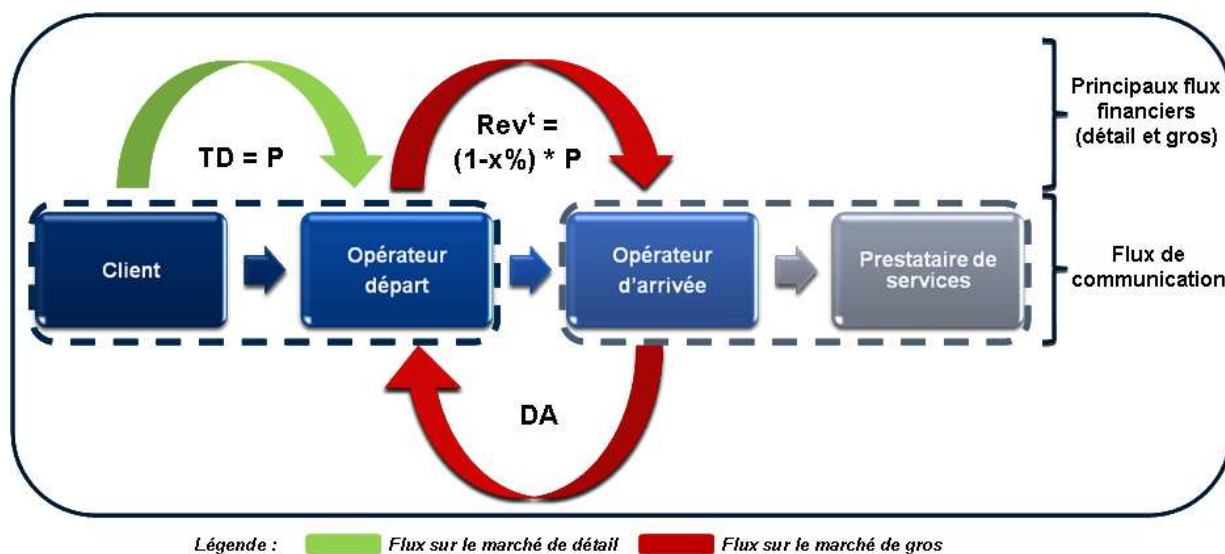 TD = P
Rev^t =
(1-x%) * P
Principaux flux
financiers
(détail et gros)
Client
Opérateur
départ
Opérateur
d'arrivée
Prestataire de
services
Flux de
communication
DA
Légende :
Flux sur le marché de détail
Flux sur le marché de gros